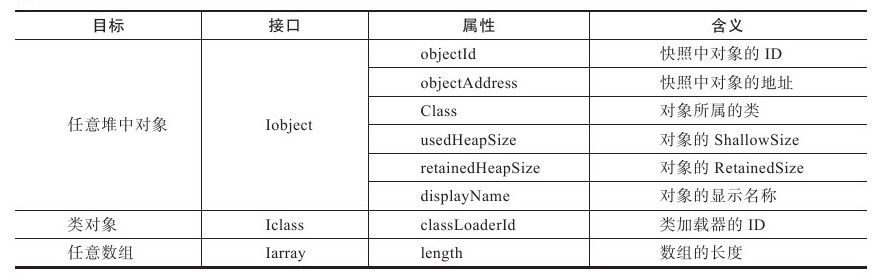 目标 接口 属性 含义
objectId 快照中对象的 ID
objectAddress 快照中对象的地址
任意堆中对象 Iobject Class 对象所属的类
usedHeapSize 对象的 ShallowSize
retainedHeapSize 对象的 RetainedSize
displayName 对象的显示名称
类对象 Iclass classLoaderId 类加载器的 ID
任意数组 Iarray length 数组的长度